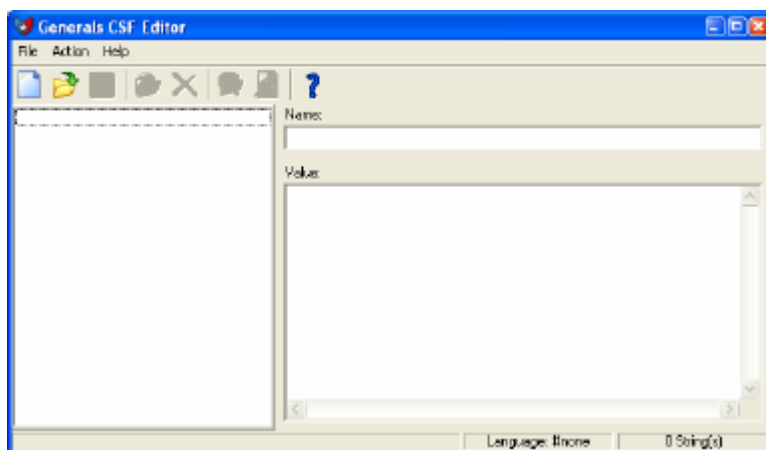 Generals CSF Editor
File Action Help
Name:
Value:
Language: #none 0 String(s)